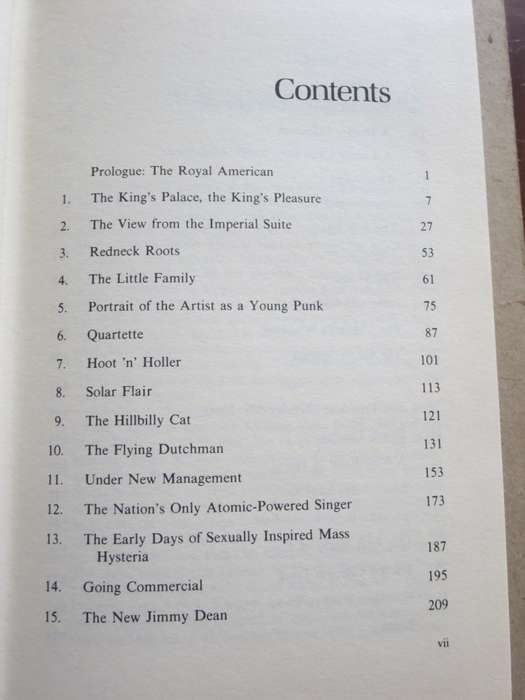 Contents
Prologue: The Royal American 1
1. The King's Palace, the King's Pleasure 7
2. The View from the Imperial Suite 27
3. Redneck Roots 53
4. The Little Family 61
5. Portrait of the Artist as a Young Punk 75
6. Quartette 87
7. Hoot 'n' Holler 101
8. Solar Flair 113
9. The Hillbilly Cat 121
10. The Flying Dutchman 131
11. Under New Management 153
12. The Nation's Only Atomic-Powered Singer 173
13. The Early Days of Sexually Inspired Mass
Hysteria 187
14. Going Commercial 195
15. The New Jimmy Dean 209
vii